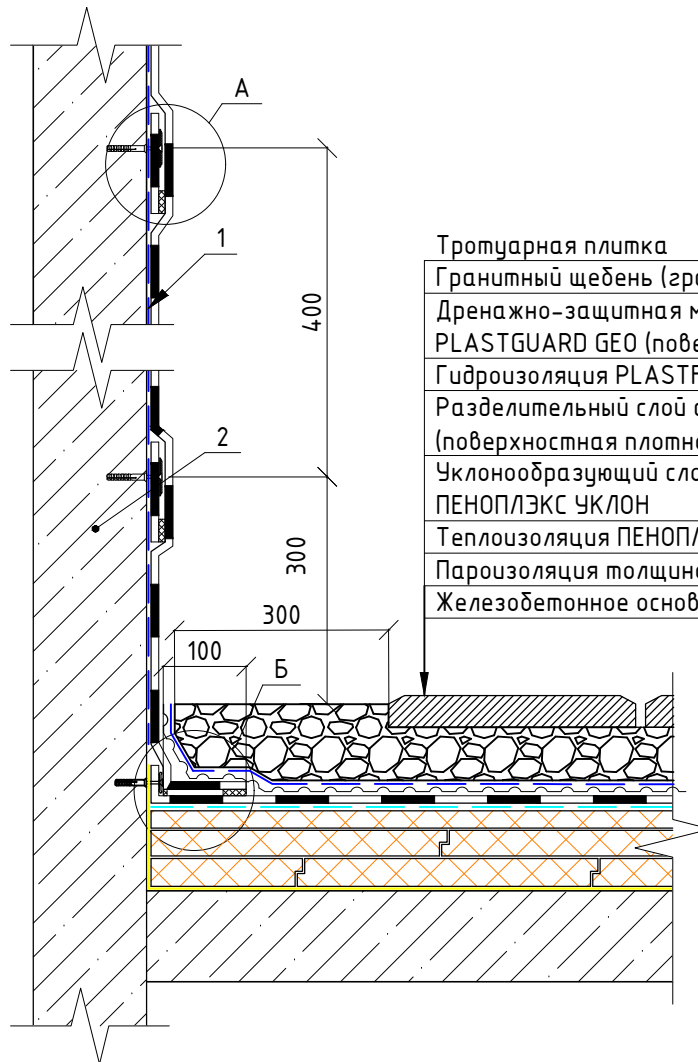 А
1
400
2
300
300
100
Б
Тротуарная плитка
Гранитный щебень (гра
Дренажно-защитная м
PLASTGUARD GEO (пове
Гидроизоляция PLASTF
Разделительный слой
(поверхностная плотно
Уклонообразующий сло
ПЕНОПЛЭКС УКЛОН
Теплоизоляция ПЕНОПЛ
Пароизоляция толщино
Железобетонное основ